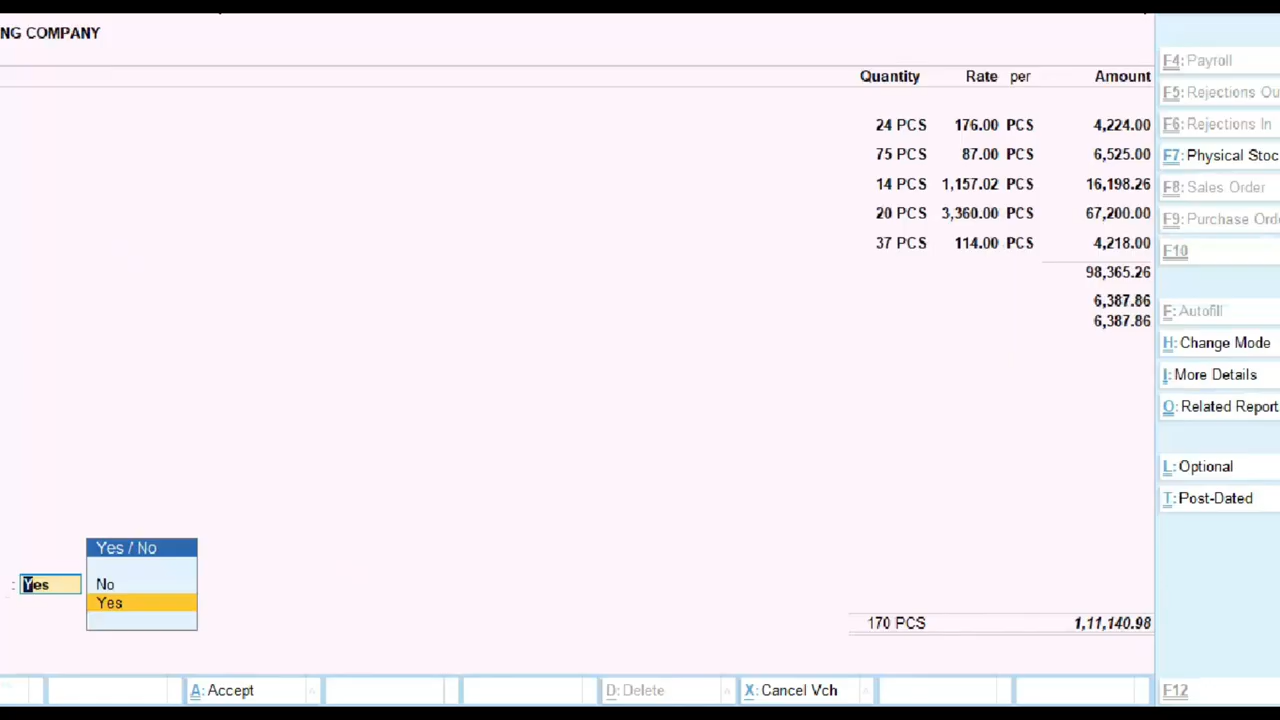 NG COMPANY
Quantity Rate per Amount
24 PCS 176.00 PCS 4,224.00
75 PCS 87.00 PCS 6,525.00
14 PCS 1,157.02 PCS 16,198.26
20 PCS 3,360.00 PCS 67,200.00
37 PCS 114.00 PCS 4,218.00
98,365.26
6,387.86
6,387.86
Yes / No
: Yes
No
Yes
170 PCS 1,11,140.98
A: Accept
D: Delete
X: Cancel Vch
F4: Payroll
F5: Rejections Ou
F6: Rejections In
F7: Physical Stoc
F8: Sales Order
F9: Purchase Orde
F10
F: Autofill
H: Change Mode
I: More Details
O: Related Report
L: Optional
T: Post-Dated
F12